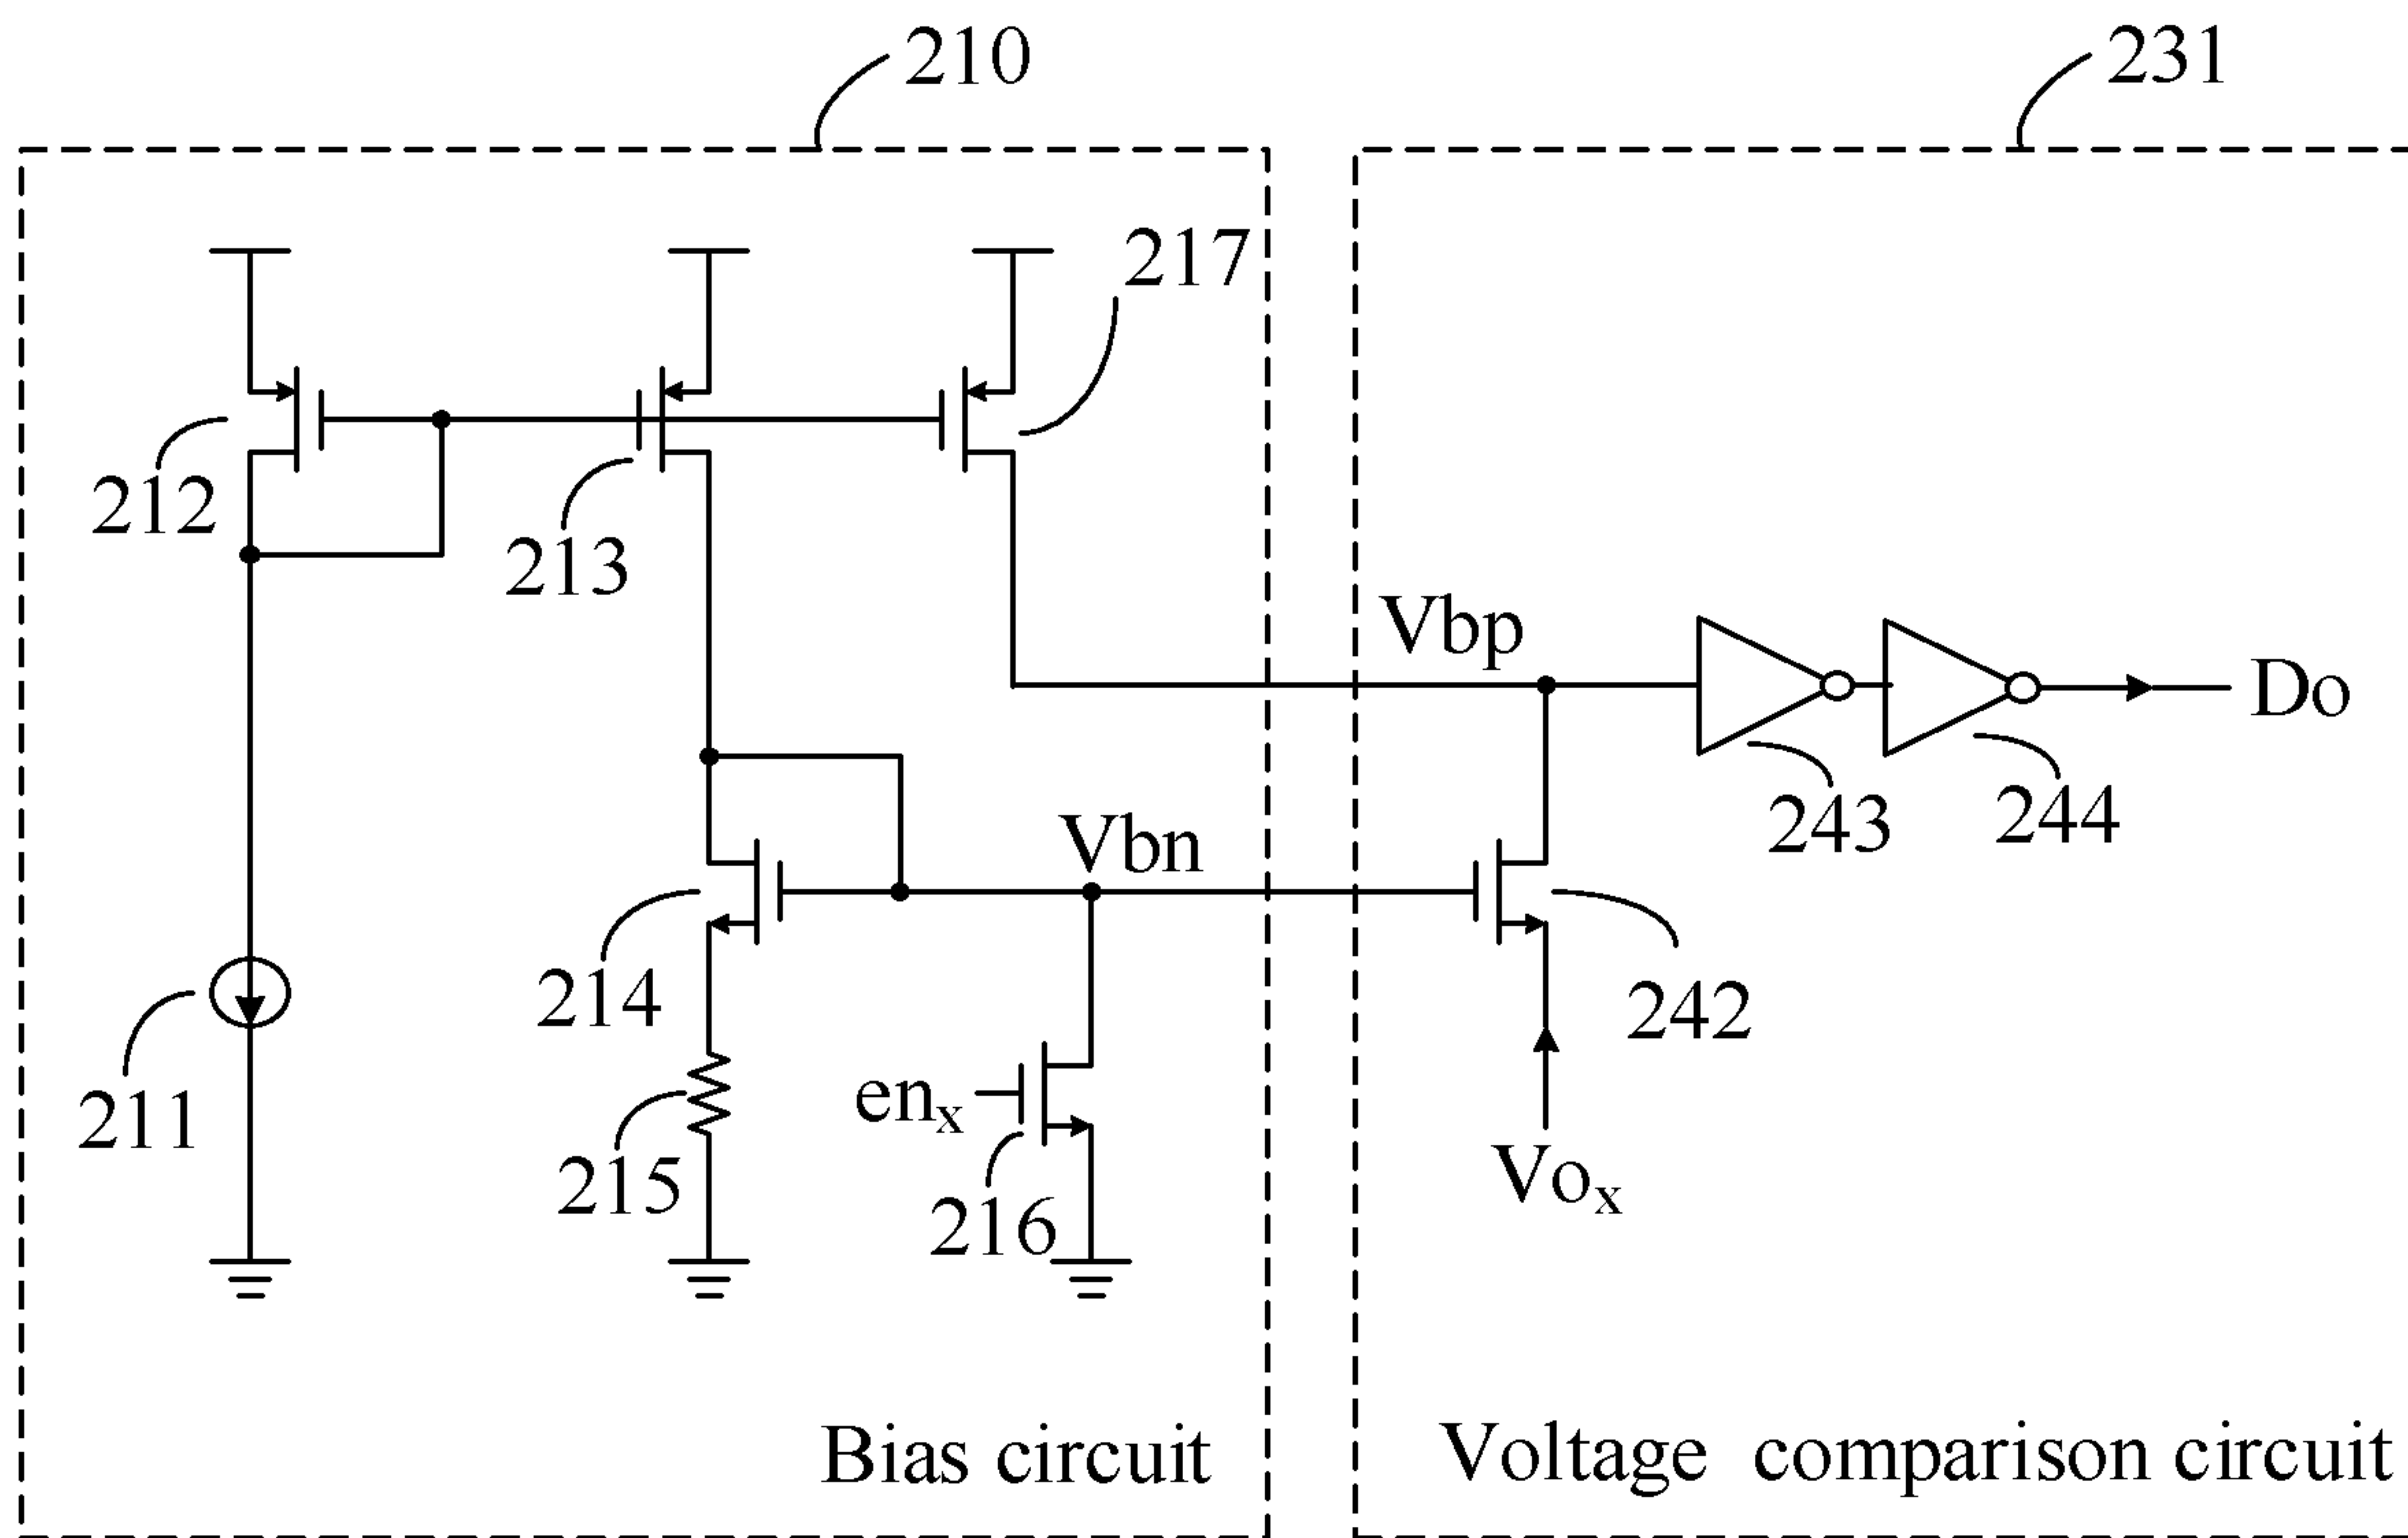 210
231
217
212
213
Vbp
Do
243
244
Vbn
214
242
211
enx
215
216
Vox
Bias circuit
Voltage comparison circuit